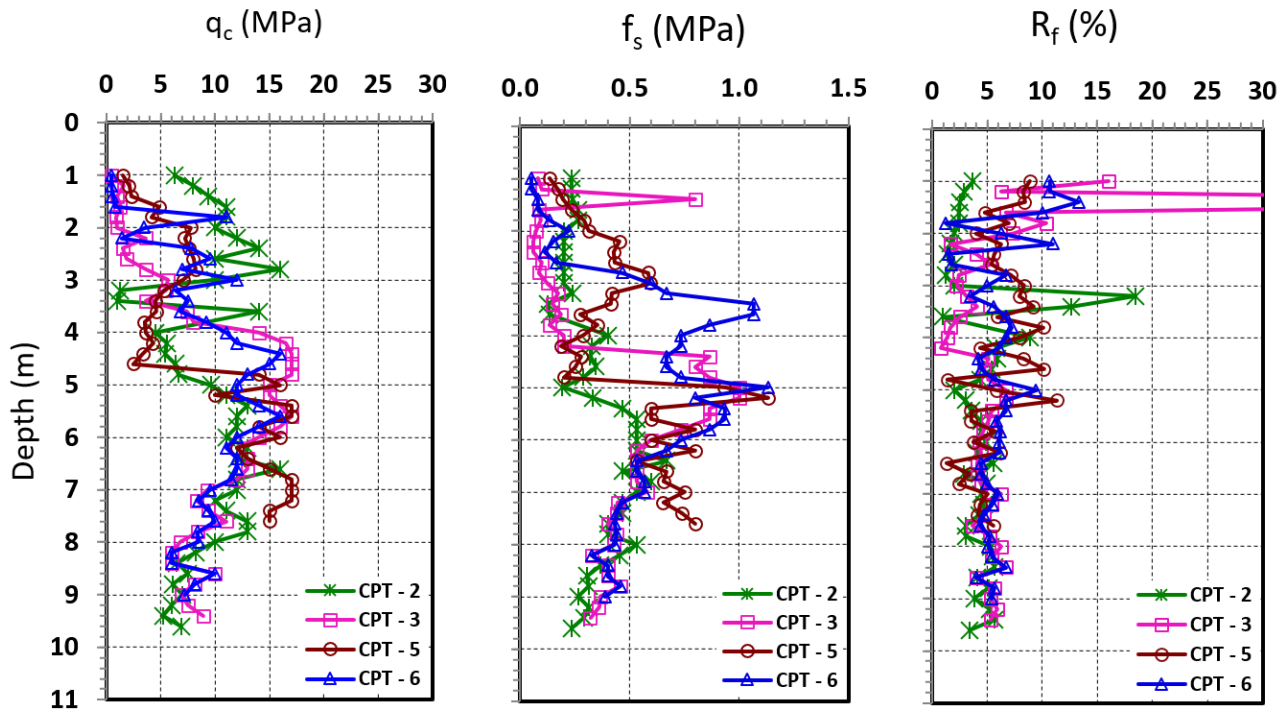 q_c (MPa)
f_s (MPa)
R_f (%)
0 5 10 15 20 25 30
0.0 0.5 1.0 1.5
0 5 10 15 20 25 30
Depth (m)
0
1
2
3
4
5
6
7
8
9
10
11
CPT - 2
CPT - 3
CPT - 5
CPT - 6
CPT - 2
CPT - 3
CPT - 5
CPT - 6
CPT - 2
CPT - 3
CPT - 5
CPT - 6